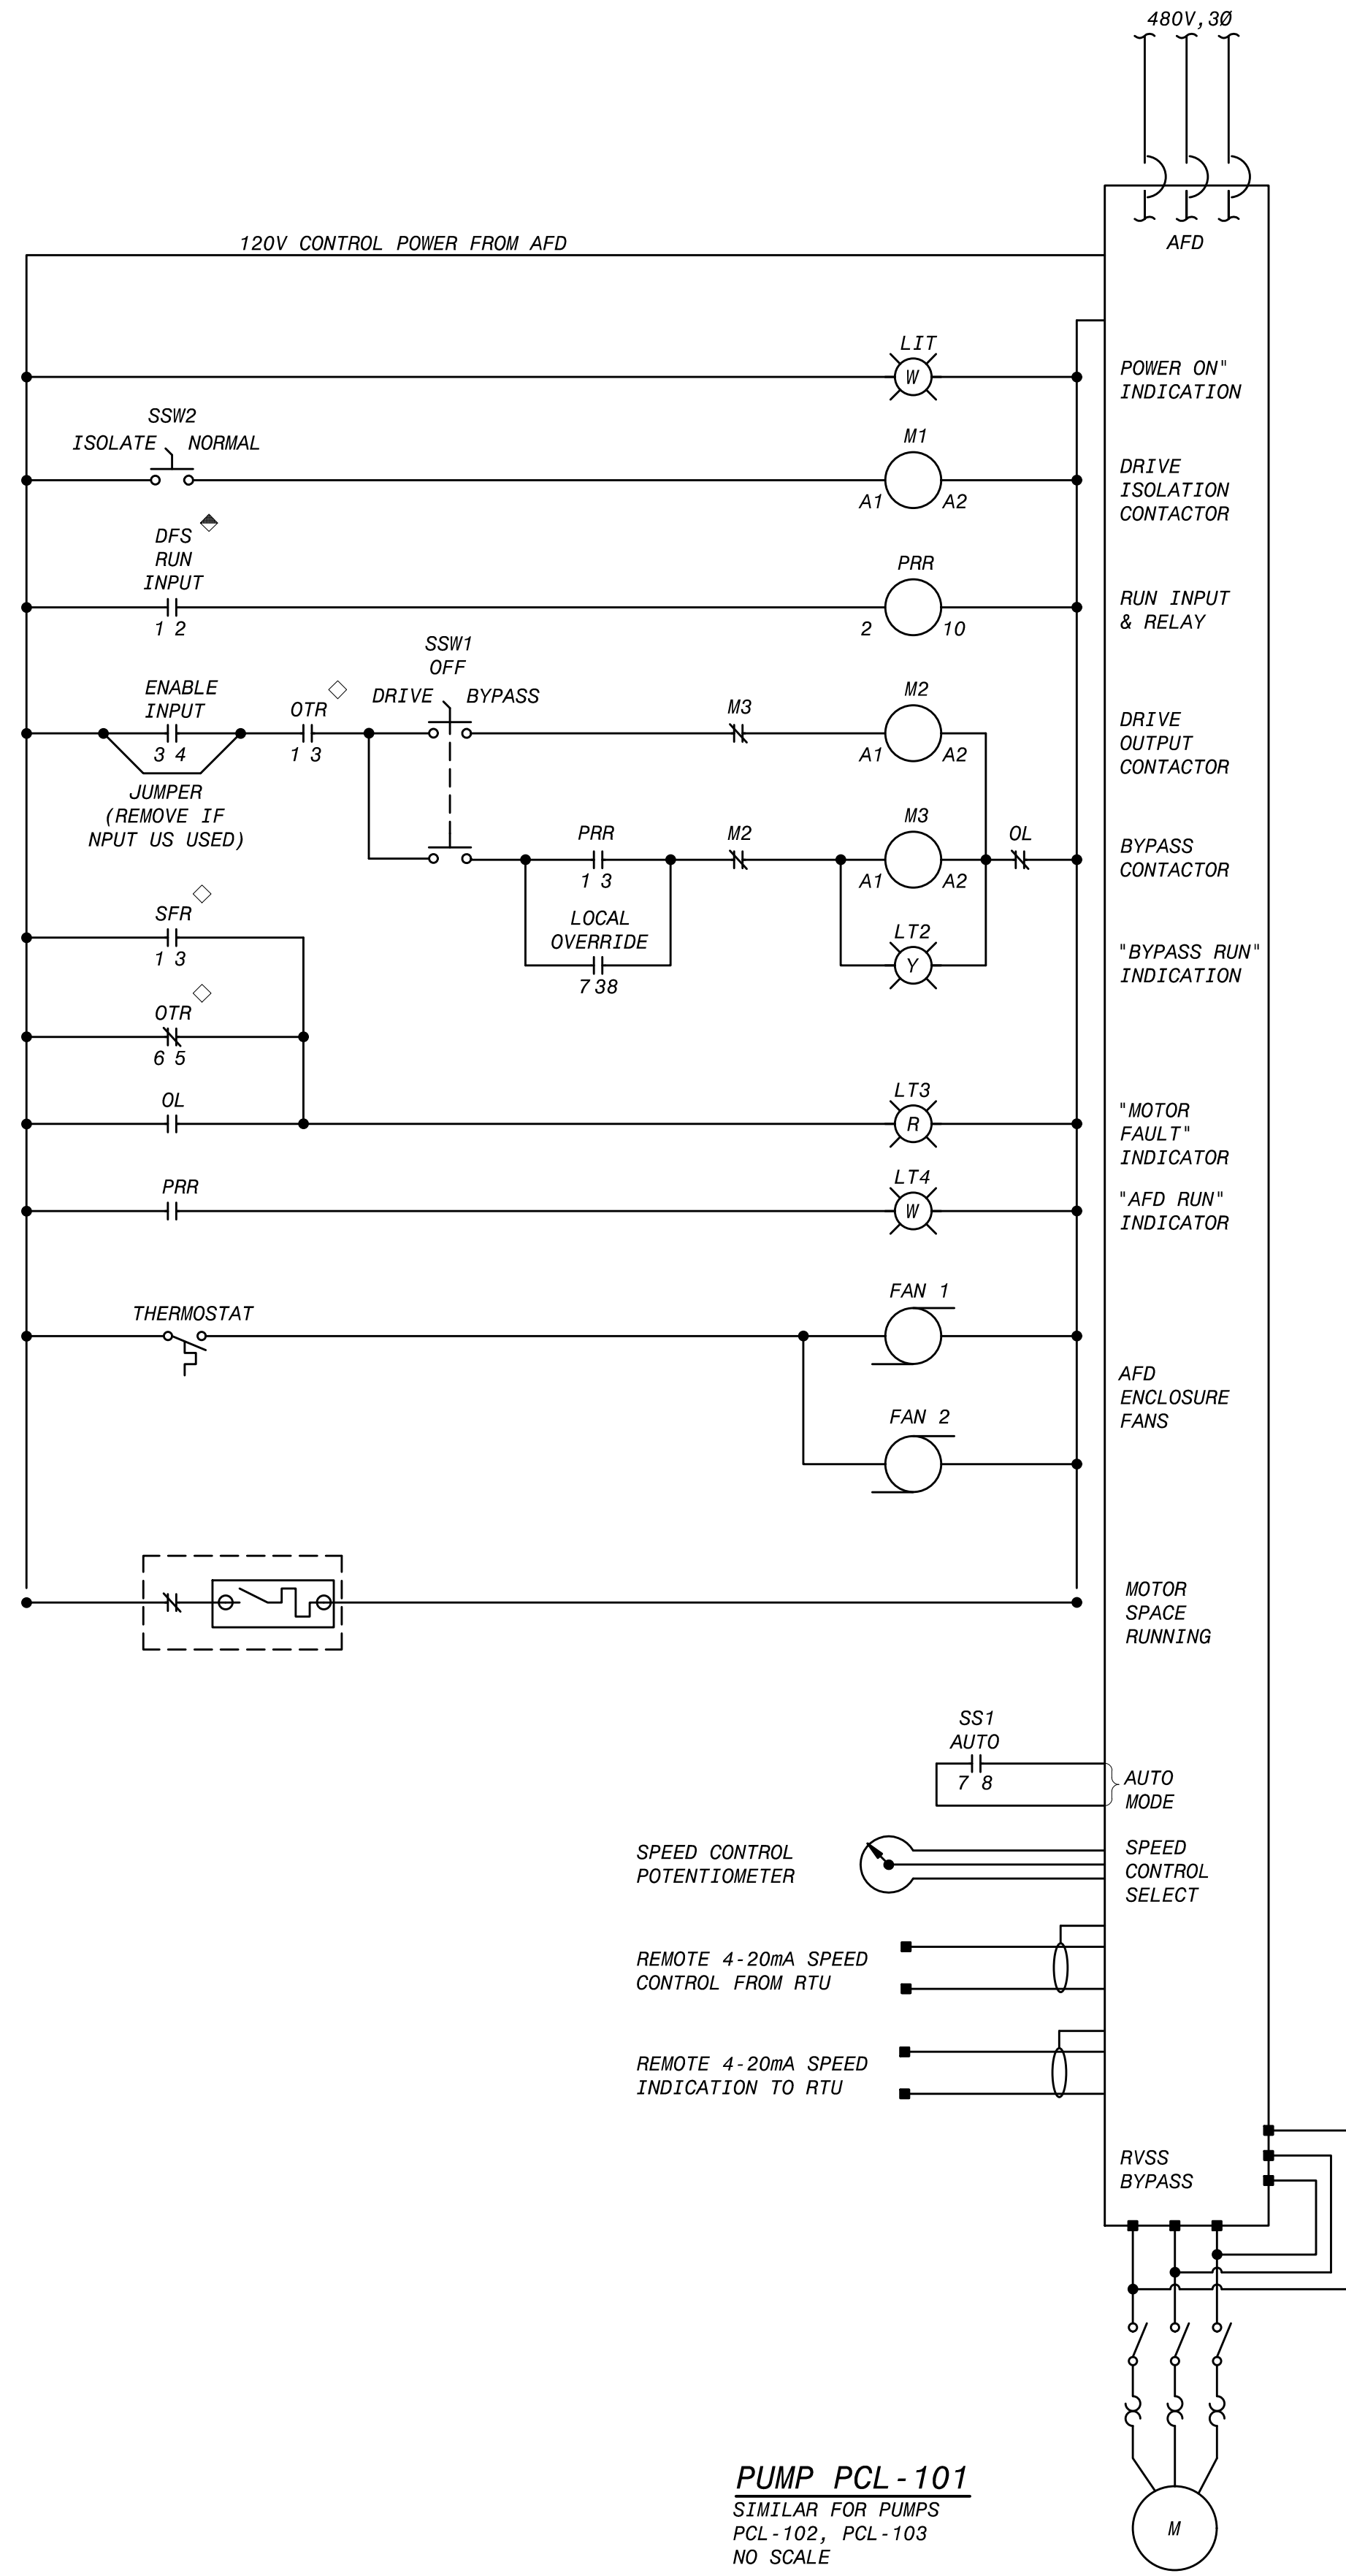 480V,3Ø
AFD
120V CONTROL POWER FROM AFD
LIT
W
POWER ON"
INDICATION
SSW2
ISOLATE NORMAL
M1
A1 A2
DRIVE
ISOLATION
CONTACTOR
DFS
RUN
INPUT
1 2
PRR
2 10
RUN INPUT
& RELAY
SSW1
OFF
DRIVE BYPASS
ENABLE
INPUT
3 4
JUMPER
(REMOVE IF
NPUT US USED)
OTR
1 3
M3
M2
A1 A2
DRIVE
OUTPUT
CONTACTOR
PRR
1 3
M2
M3
A1 A2
OL
BYPASS
CONTACTOR
LOCAL
OVERRIDE
7 38
LT2
Y
"BYPASS RUN"
INDICATION
SFR
1 3
OTR
6 5
OL
LT3
R
"MOTOR
FAULT"
INDICATOR
PRR
LT4
W
"AFD RUN"
INDICATOR
THERMOSTAT
FAN 1
FAN 2
AFD
ENCLOSURE
FANS
MOTOR
SPACE
RUNNING
SS1
AUTO
7 8
AUTO
MODE
SPEED CONTROL
POTENTIOMETER
SPEED
CONTROL
SELECT
REMOTE 4-20mA SPEED
CONTROL FROM RTU
REMOTE 4-20mA SPEED
INDICATION TO RTU
RVSS
BYPASS
M
PUMP PCL-101
SIMILAR FOR PUMPS
PCL-102, PCL-103
NO SCALE